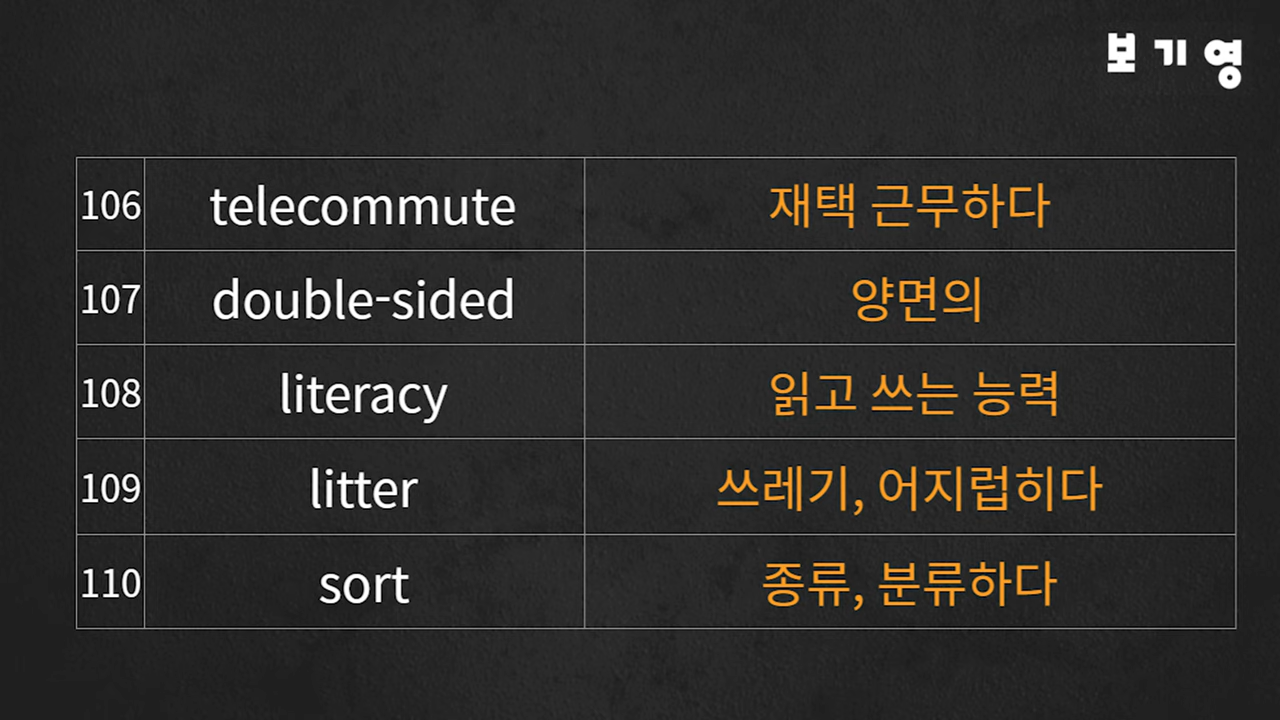 보기영
106 telecommute 재택 근무하다
107 double-sided 양면의
108 literacy 읽고 쓰는 능력
109 litter 쓰레기, 어지럽히다
110 sort 종류, 분류하다